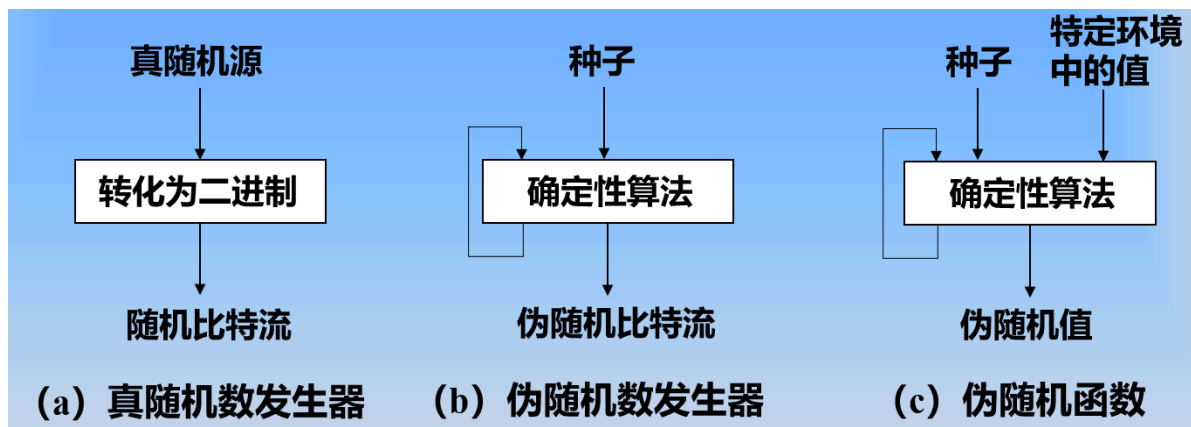 真随机源
种子
种子
特定环境
中的值
转化为二进制
确定性算法
确定性算法
随机比特流
伪随机比特流
伪随机值
（a）真随机数发生器
（b）伪随机数发生器
（c）伪随机函数